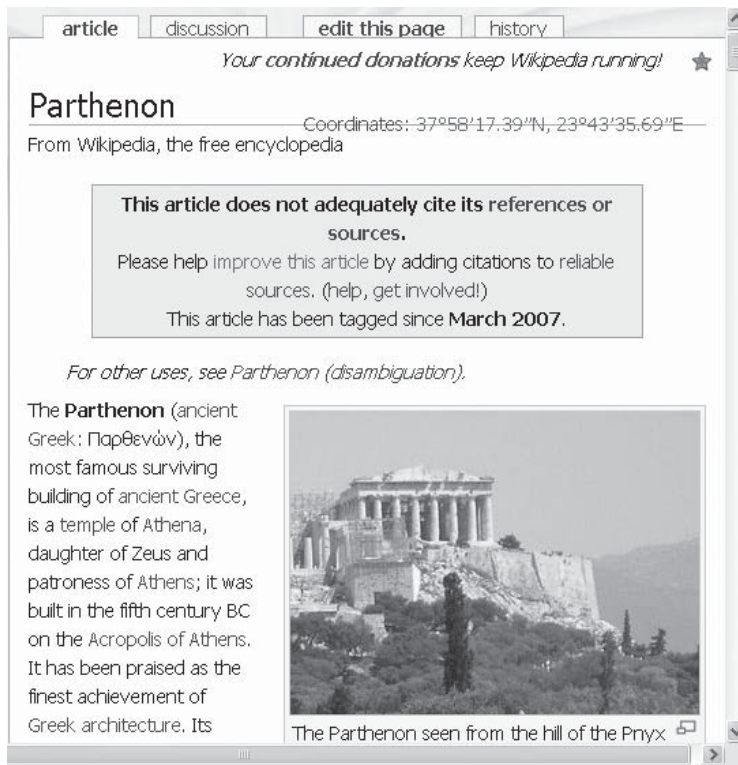 article discussion edit this page history
Your continued donations keep Wikipedia running!
Parthenon
Coordinates: 37°58′17.39″N, 23°43′35.69″E
From Wikipedia, the free encyclopedia
This article does not adequately cite its references or
sources.
Please help improve this article by adding citations to reliable
sources. (help, get involved!)
This article has been tagged since March 2007.
For other uses, see Parthenon (disambiguation).
The Parthenon (ancient
Greek: Παρθενών), the
most famous surviving
building of ancient Greece,
is a temple of Athena,
daughter of Zeus and
patroness of Athens; it was
built in the fifth century BC
on the Acropolis of Athens.
It has been praised as the
finest achievement of
Greek architecture. Its
The Parthenon seen from the hill of the Pnyx